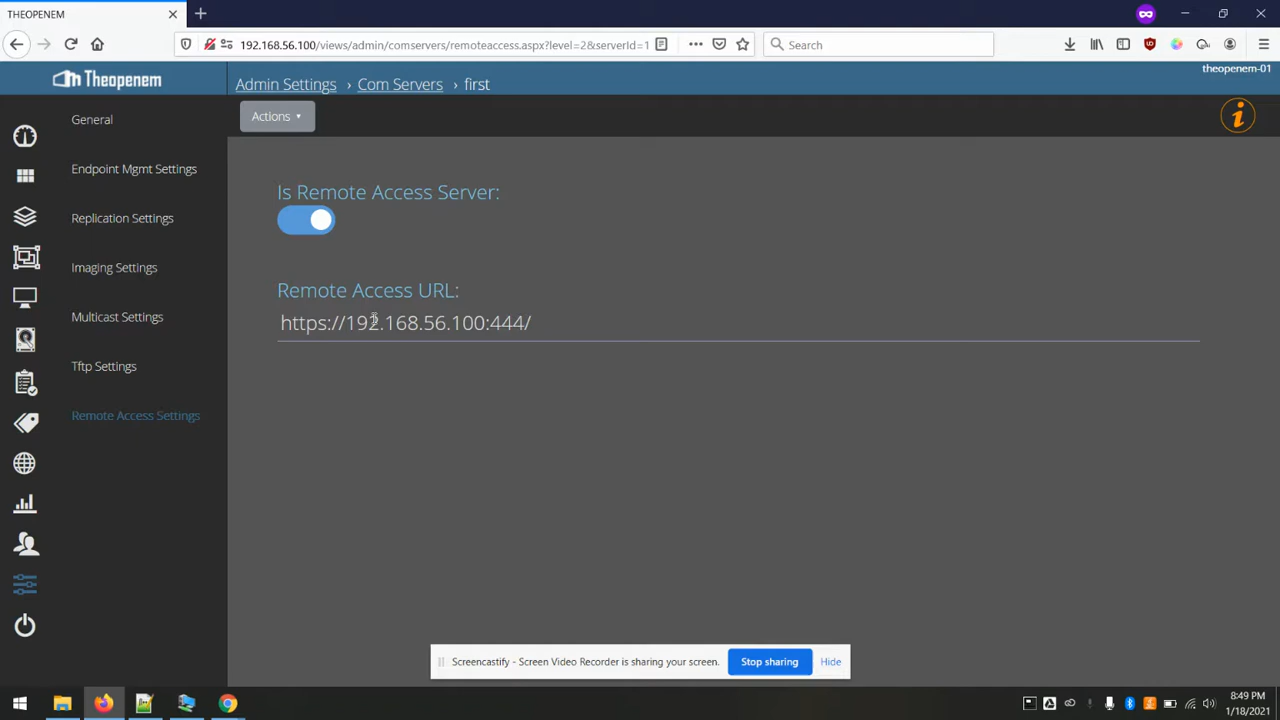 THEOPENEM
192.168.56.100/views/admin/comservers/remoteaccess.aspx?level=2&serverId=1
Search
Theopenem
Admin Settings › Com Servers › first
theopenem-01
Actions
General
Endpoint Mgmt Settings
Replication Settings
Imaging Settings
Multicast Settings
Tftp Settings
Remote Access Settings
Is Remote Access Server:
Remote Access URL:
https://192.168.56.100:444/
Screencastify - Screen Video Recorder is sharing your screen.
Stop sharing
Hide
8:49 PM
1/18/2021